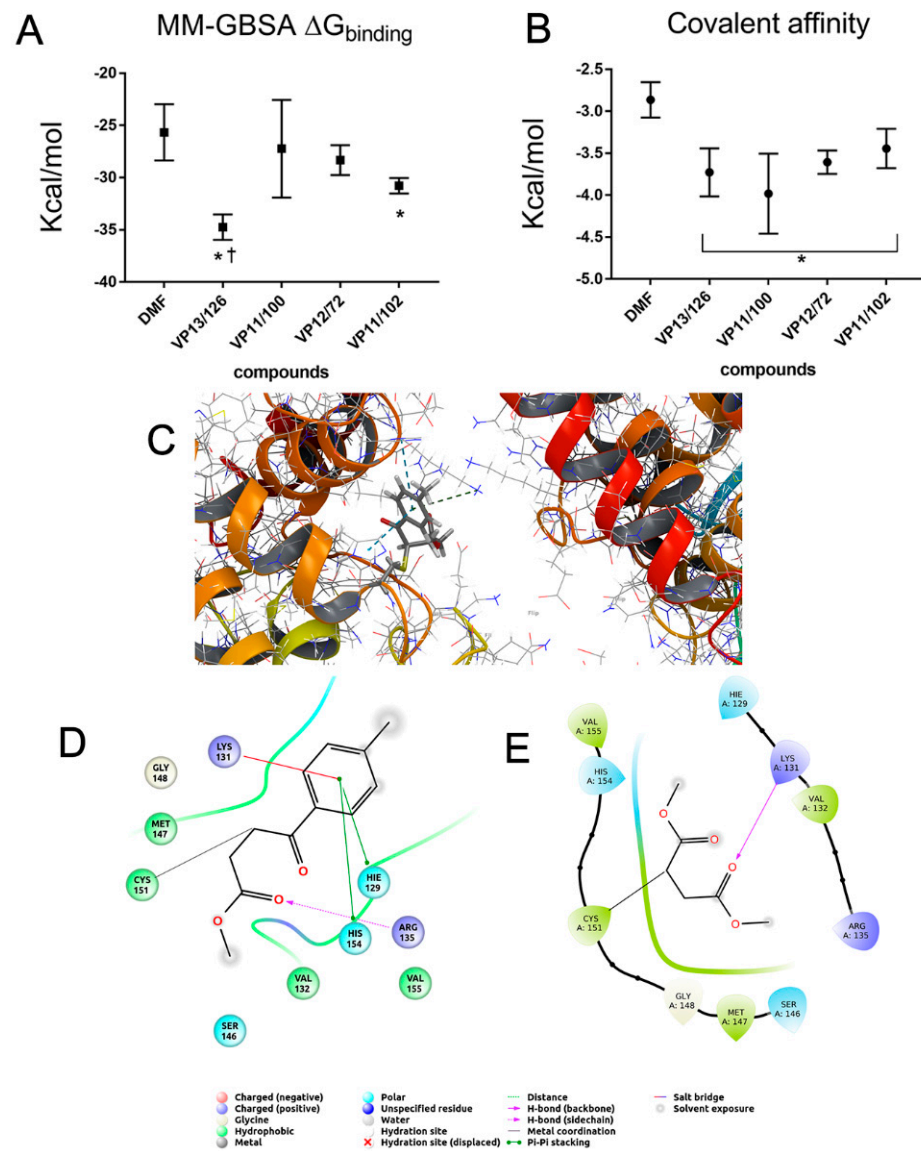 A
MM-GBSA ΔGbinding
Kcal/mol
-20
-25
-30
-35
-40
* †
*
DMF
VP13/126
VP11/100
VP12/72
VP11/102
compounds
B
Covalent affinity
Kcal/mol
-2.5
-3.0
-3.5
-4.0
-4.5
-5.0
*
DMF
VP13/126
VP11/100
VP12/72
VP11/102
compounds
C
D
LYS
131
GLY
148
MET
147
CYS
151
O
O
O
HIE
129
HIS
154
ARG
135
VAL
132
VAL
155
SER
146
E
HIE
A: 129
VAL
A: 155
HIS
A: 154
LYS
A: 131
VAL
A: 132
O
O
O
O
CYS
A: 151
ARG
A: 135
GLY
A: 148
MET
A: 147
SER
A: 146
Charged (negative)
Charged (positive)
Glycine
Hydrophobic
Metal
Polar
Unspecified residue
Water
Hydration site
Hydration site (displaced)
Distance
H-bond (backbone)
H-bond (sidechain)
Metal coordination
Pi-Pi stacking
Salt bridge
Solvent exposure